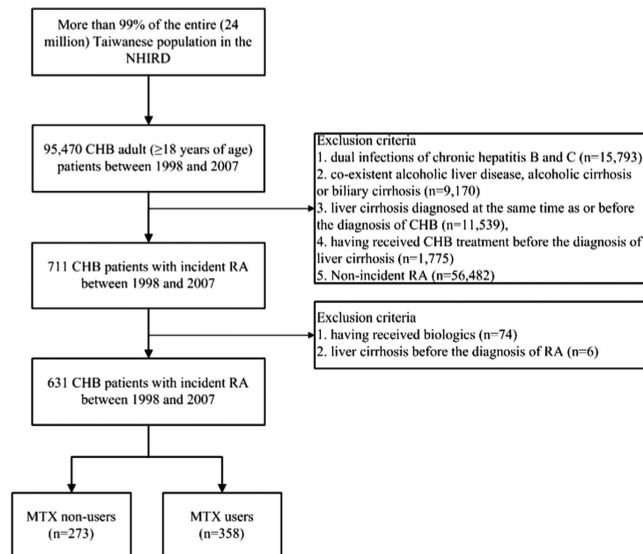 More than 99% of the entire (24
million) Taiwanese population in the
NHIRD
95,470 CHB adult (≥18 years of age)
patients between 1998 and 2007
Exclusion criteria
1. dual infections of chronic hepatitis B and C (n=15,793)
2. co-existent alcoholic liver disease, alcoholic cirrhosis
or biliary cirrhosis (n=9,170)
3. liver cirrhosis diagnosed at the same time as or before
the diagnosis of CHB (n=11,539),
4. having received CHB treatment before the diagnosis of
liver cirrhosis (n=1,775)
5. Non-incident RA (n=56,482)
711 CHB patients with incident RA
between 1998 and 2007
Exclusion criteria
1. having received biologics (n=74)
2. liver cirrhosis before the diagnosis of RA (n=6)
631 CHB patients with incident RA
between 1998 and 2007
MTX non-users
(n=273)
MTX users
(n=358)